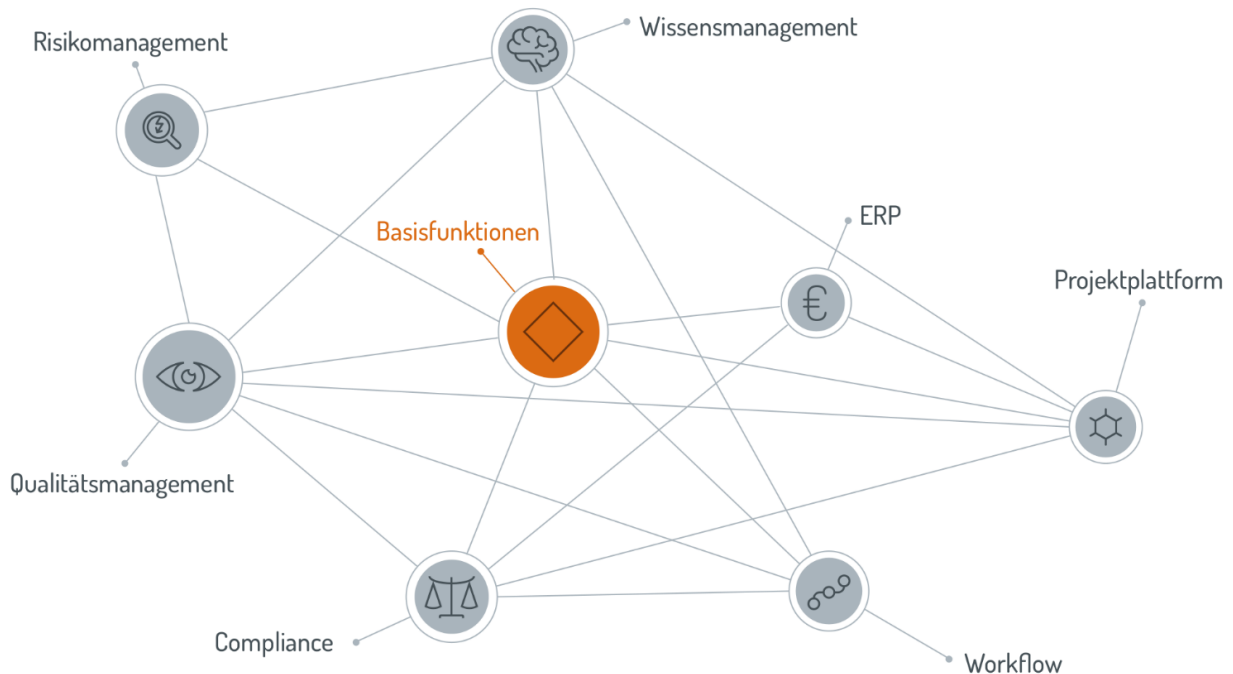 Risikomanagement
Wissensmanagement
Basisfunktionen
ERP
Projektplattform
€
Qualitätsmanagement
Compliance
Workflow